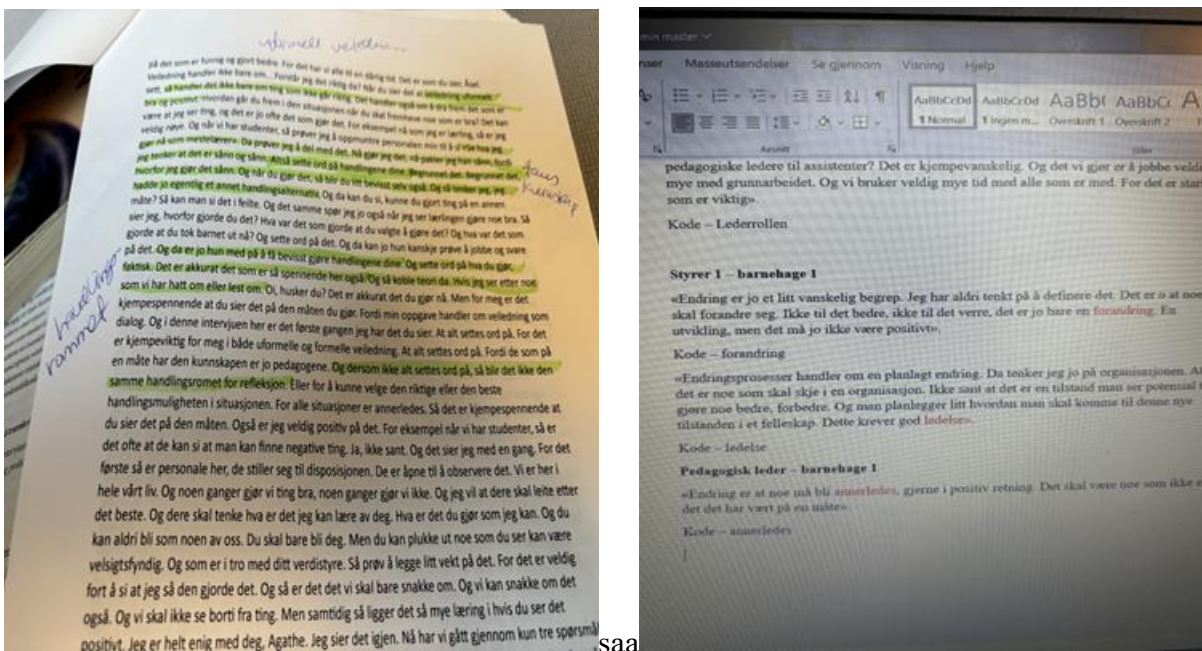 uformell veiledn...
på det som er funnig og gjort bedre. For det har vi alle til en dårlig tid. Det er som du sier, Åsel.
Veiledning handler ikke bare om... Forstår jeg det riktig da? Når du sier det at veiledning uformelt,
sett, så handler det ikke bare om ting som ikke går riktig. Det handler også om å dra frem det som er
bra og positivt. Hvordan går du frem i den situasjonen når du skal fremheve noe som er bra? Det kan
være at jeg ser ting, og det er jo ofte det som gjør det. For eksempel nå som jeg er lærling, så er jeg
veldig nøye. Og når vi har studenter, så prøver jeg å oppmuntre personalen min til å
gjør nå som mestelærere. Da prøver jeg å del med det. Nå gjør jeg det, nå pakler jeg han sånn, fordi
jeg tenker at det er sånn og sånn. Altså sette ord på handlingene dine. Begrunnet det. Begrunnet det,
hvorfor jeg gjør det sånn. Og når du gjør det, så blir du litt bevisst selv også. Og så tenker jeg, jeg
hadde jo egentlig et annet handlingsalternativ. Og da kan du si, kunne du gjort ting på en annen
taus
kunnskap
måte? Så kan man si det i feilte. Og det samme spør jeg jo også når jeg ser lærlingen gjøre noe bra. Så
sier jeg, hvorfor gjorde du det? Hva var det som gjorde at du valgte å gjøre det? Og hva var det som
gjorde at du tok barnet ut nå? Og sette ord på det. Og da kan jo hun kanskje prøve å jobbe og svare
på det. Og da er jo hun med på å få bevisst gjøre handlingene dine. Og sette ord på hva du gjør,
faktisk. Det er akkurat det som er så spennende her også. Og så koble teori da. Hvis jeg ser etter noe
handlings-
rommet
som vi har hatt om eller lest om. Oi, husker du? Det er akkurat det du gjør nå. Men for meg er det
kjempespennende at du sier det på den måten du gjør. Fordi min oppgave handler om veiledning som
dialog. Og i denne intervjuen her er det første gangen jeg har det du sier. At alt settes ord på. For det
er kjempeviktig for meg i både uformelle og formelle veiledning. At alt settes ord på. Fordi de som på
en måte har den kunnskapen er jo pedagogene. Og dersom ikke alt settes ord på, så blir det ikke den
samme handlingsromet for refleksjon. Eller for å kunne velge den riktige eller den beste
handlingsmuligheten i situasjonen. For alle situasjoner er annerledes. Så det er kjempespennende at
du sier det på den måten. Også er jeg veldig positiv på det. For eksempel når vi har studenter, så er
det ofte at de kan si at man kan finne negative ting. Ja, ikke sant. Og det sier jeg med en gang. For det
første så er personale her, de stiller seg til disposisjonen. De er åpne til å observere det. Vi er her i
hele vårt liv. Og noen ganger gjør vi ting bra, noen ganger gjør vi ikke. Og jeg vil at dere skal leite etter
det beste. Og dere skal tenke hva er det jeg kan lære av deg. Hva er det du gjør som jeg kan. Og du
kan aldri bli som noen av oss. Du skal bare bli deg. Men du kan plukke ut noe som du ser kan være
velsigtsfyndig. Og som er i tro med ditt verdistyre. Så prøv å legge litt vekt på det. For det er veldig
fort å si at jeg så den gjorde det. Og så er det det vi skal bare snakke om. Og vi kan snakke om det
også. Og vi skal ikke se borti fra ting. Men samtidig så ligger det så mye læring i hvis du ser det
positivt. Jeg er helt enig med deg, Agathe. Jeg sier det igjen. Nå har vi gått gjennom kun tre spørsmål
saa
min master
nser Masseutsendelser Se gjennom Visning Hjelp
AaBbCcDd AaBbCcDd AaBb( AaBbCc A
¶ Normal ¶ Ingen m... Overskrift 1 Overskrift 2
Avsnitt
pedagogiske ledere til assistenter? Det er kjempevanskelig. Og det vi gjør er å jobbe veldi
mye med grunnarbeidet. Og vi bruker veldig mye tid med alle som er med. For det er star
som er viktig».
Kode – Lederrollen
Styrer 1 – barnehage 1
«Endring er jo et litt vanskelig begrep. Jeg har aldri tenkt på å definere det. Det er o at noe
skal forandre seg. Ikke til det bedre, ikke til det verre, det er jo bare en forandring. En
utvikling, men det må jo ikke være positivt».
Kode – forandring
«Endringsprosesser handler om en planlagt endring. Da tenker jeg jo på organisasjonen. At
det er noe som skal skje i en organisasjon. Ikke sant at det er en tilstand man ser potensial
gjøre noe bedre, forbedre. Og man planlegger litt hvordan man skal komme til denne nye
tilstanden i et felleskap. Dette krever god ledelse».
Kode – ledelse
Pedagogisk leder – barnehage 1
«Endring er at noe må bli annerledes, gjerne i positiv retning. Det skal være noe som ikke e
det det har vært på en måte»
Kode – annerledes